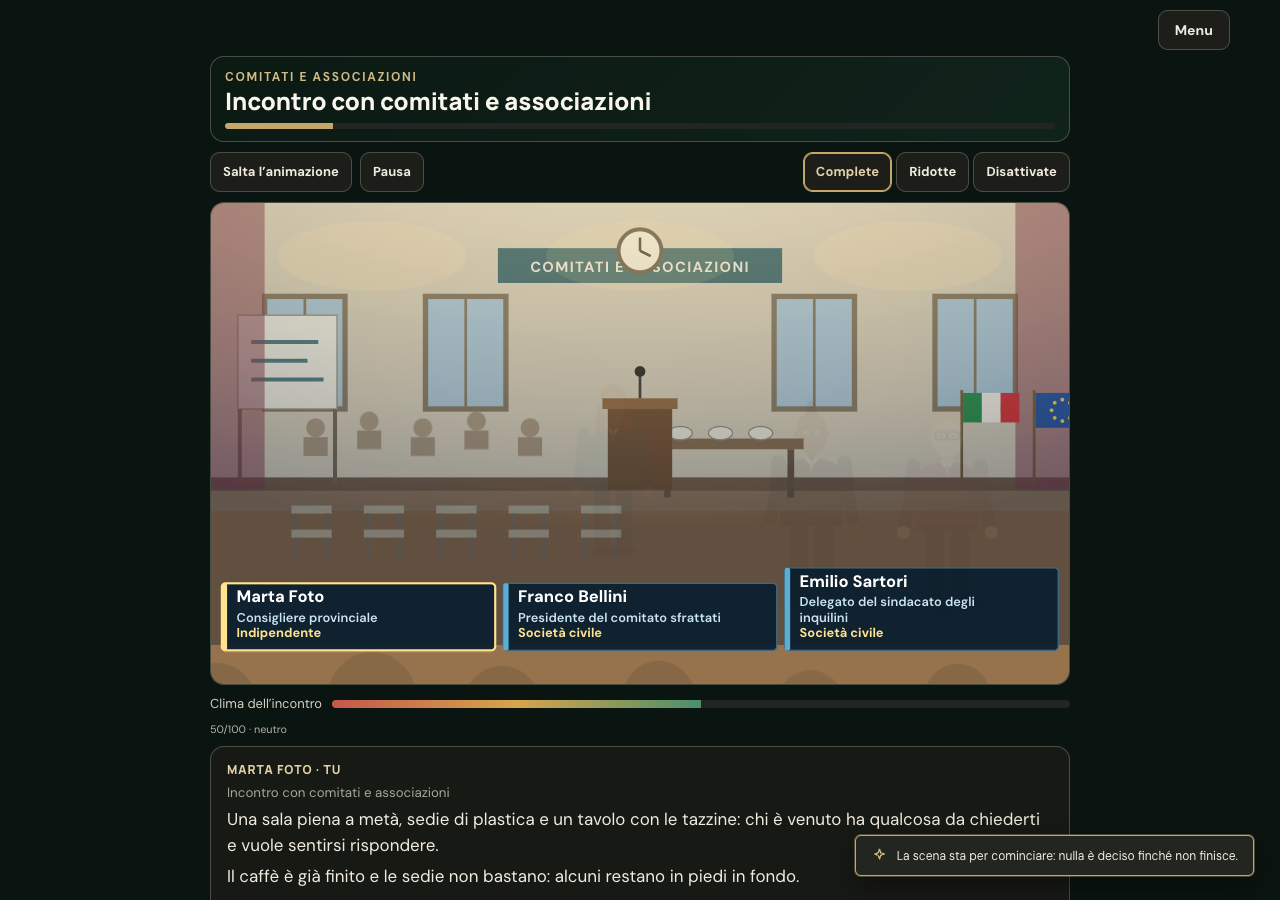 Menu
COMITATI E ASSOCIAZIONI
Incontro con comitati e associazioni
Salta l’animazione
Pausa
Complete
Ridotte
Disattivate
COMITATI E SOCIAZIONI
Marta Foto
Consigliere provinciale
Indipendente
Franco Bellini
Presidente del comitato sfrattati
Società civile
Emilio Sartori
Delegato del sindacato degli
inquilini
Società civile
Clima dell’incontro
50/100 · neutro
MARTA FOTO · TU
Incontro con comitati e associazioni
Una sala piena a metà, sedie di plastica e un tavolo con le tazzine: chi è venuto ha qualcosa da chiederti
e vuole sentirsi rispondere.
Il caffè è già finito e le sedie non bastano: alcuni restano in piedi in fondo.
La scena sta per cominciare: nulla è deciso finché non finisce.